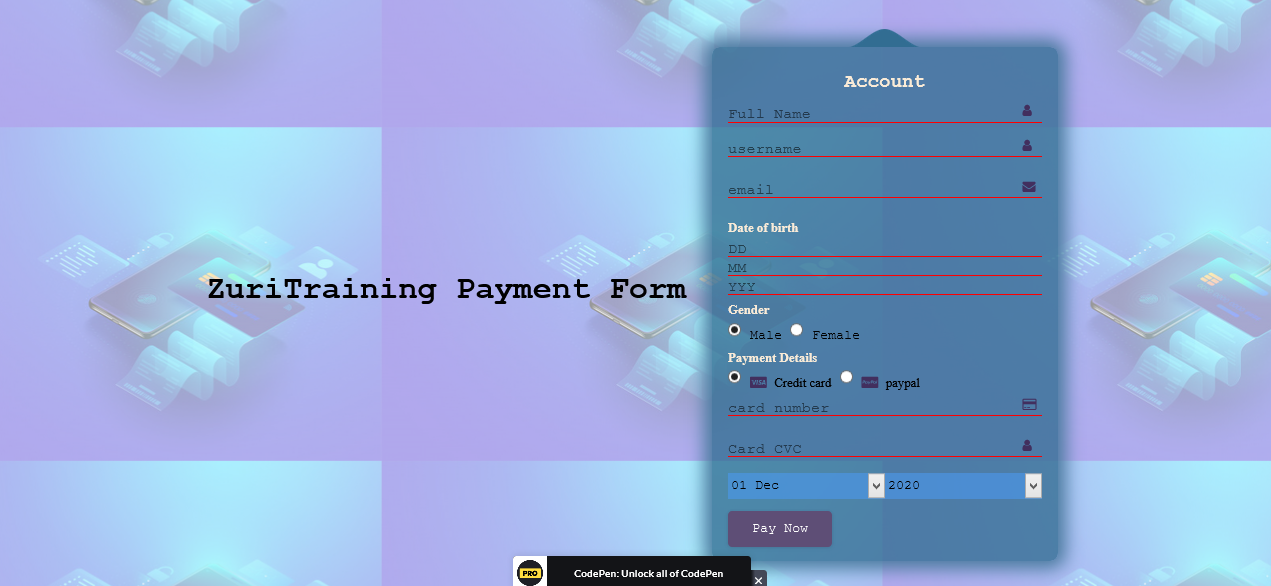 Account
Full Name
username
email
Date of birth
DD
MM
YYY
ZuriTraining Payment Form
Gender
Male Female
Payment Details
VISA Credit card PayPal paypal
card number
Card CVC
01 Dec 2020
Pay Now
PRO CodePen: Unlock all of CodePen